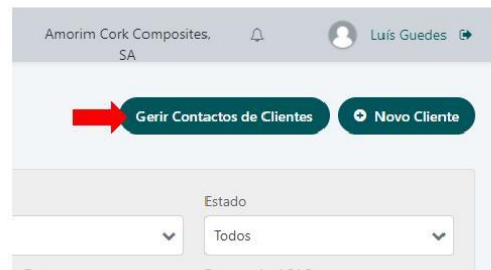 Amorim Cork Composites,
SA
Luís Guedes
Gerir Contactos de Clientes
Novo Cliente
Estado
Todos